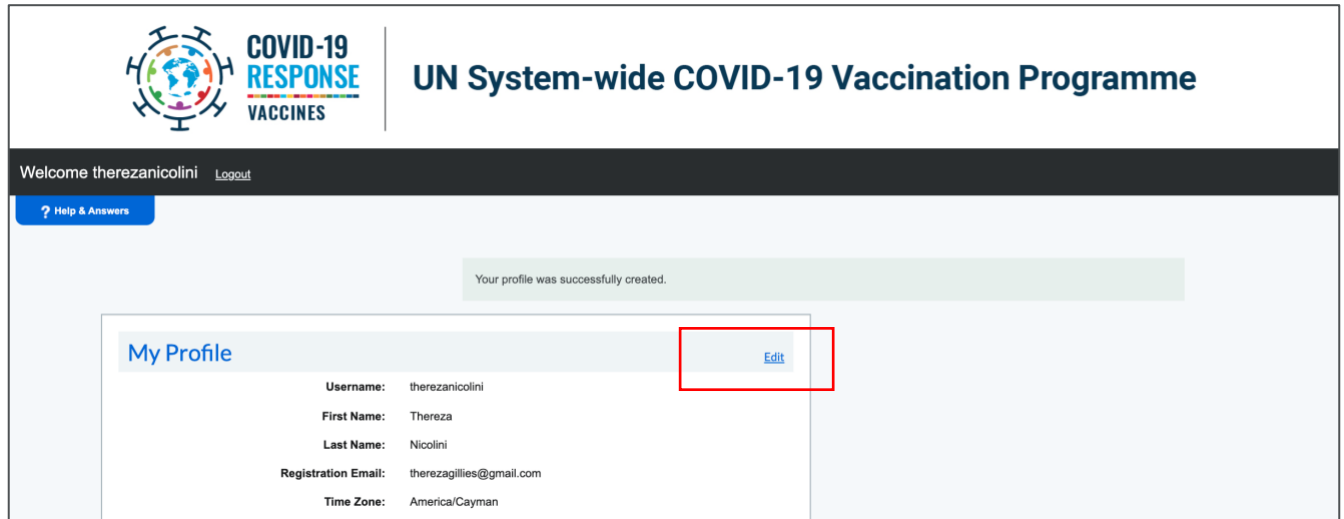 COVID-19
RESPONSE
VACCINES
UN System-wide COVID-19 Vaccination Programme
Welcome therezanicolini Logout
? Help & Answers
Your profile was successfully created.
My Profile Edit
Username: therezanicolini
First Name: Thereza
Last Name: Nicolini
Registration Email: therezagillies@gmail.com
Time Zone: America/Cayman